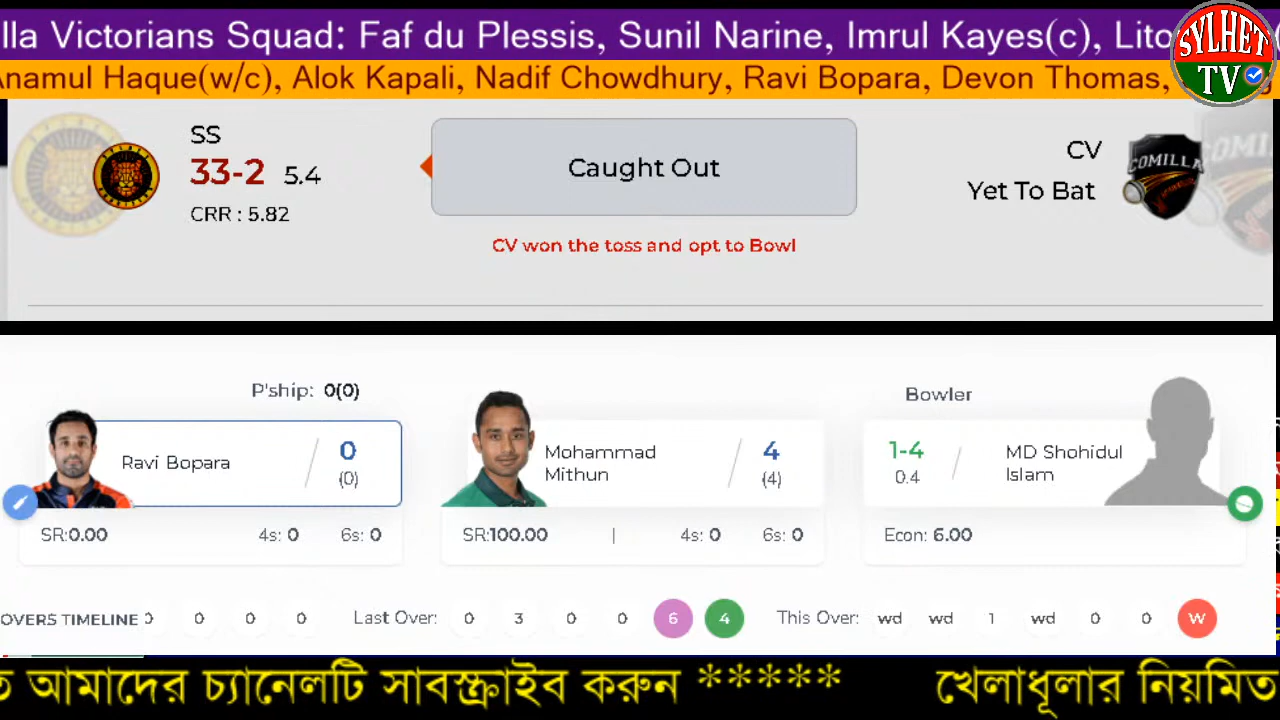 lla Victorians Squad: Faf du Plessis, Sunil Narine, Imrul Kayes(c), Lito
SYLHET TV
Anamul Haque(w/c), Alok Kapali, Nadif Chowdhury, Ravi Bopara, Devon Thomas,
SS
33-2 5.4
CRR : 5.82
Caught Out
CV won the toss and opt to Bowl
CV
Yet To Bat
COMILLA
P'ship: 0(0)
Ravi Bopara 0 (0)
SR:0.00 4s: 0 6s: 0
Mohammad Mithun 4 (4)
SR:100.00 | 4s: 0 6s: 0
Bowler
1-4 0.4 MD Shohidul Islam
Econ: 6.00
OVERS TIMELINE 0 0 0 0 Last Over: 0 3 0 0 6 4 This Over: wd wd 1 wd 0 0 W
ত আমাদের চ্যানেলটি সাবস্ক্রাইব করুন ***** খেলাধূলার নিয়মিত